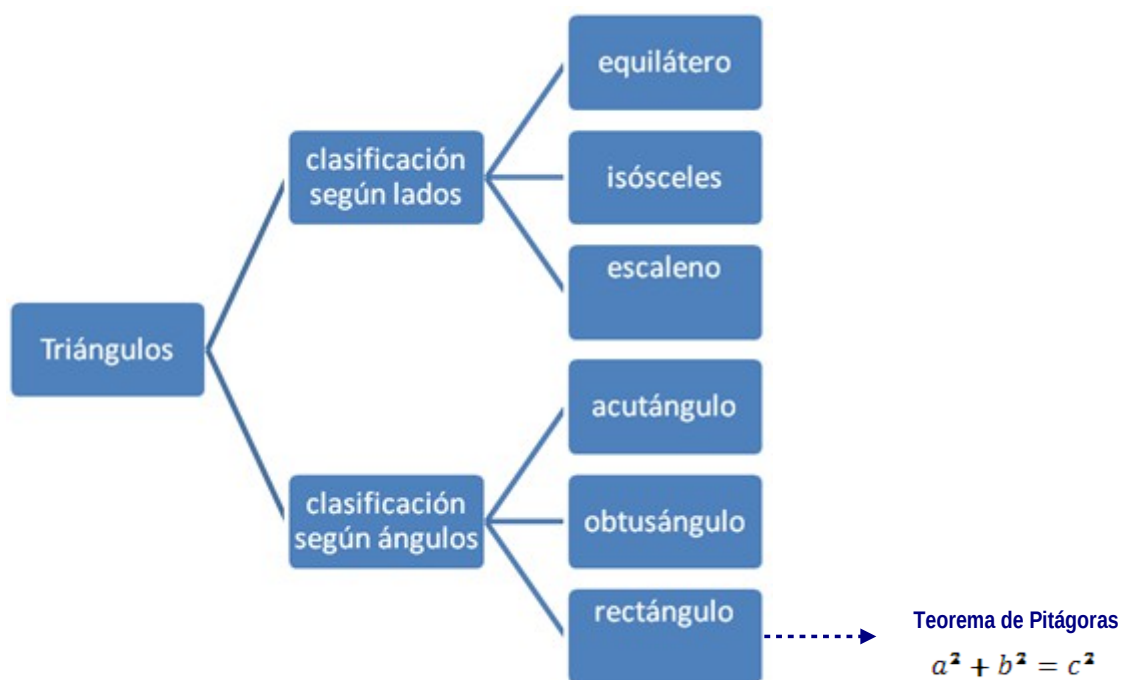 equilátero
clasificación
según lados
isósceles
escaleno
Triángulos
acutángulo
clasificación
según ángulos
obtusángulo
rectángulo
Teorema de Pitágoras
a² + b² = c²